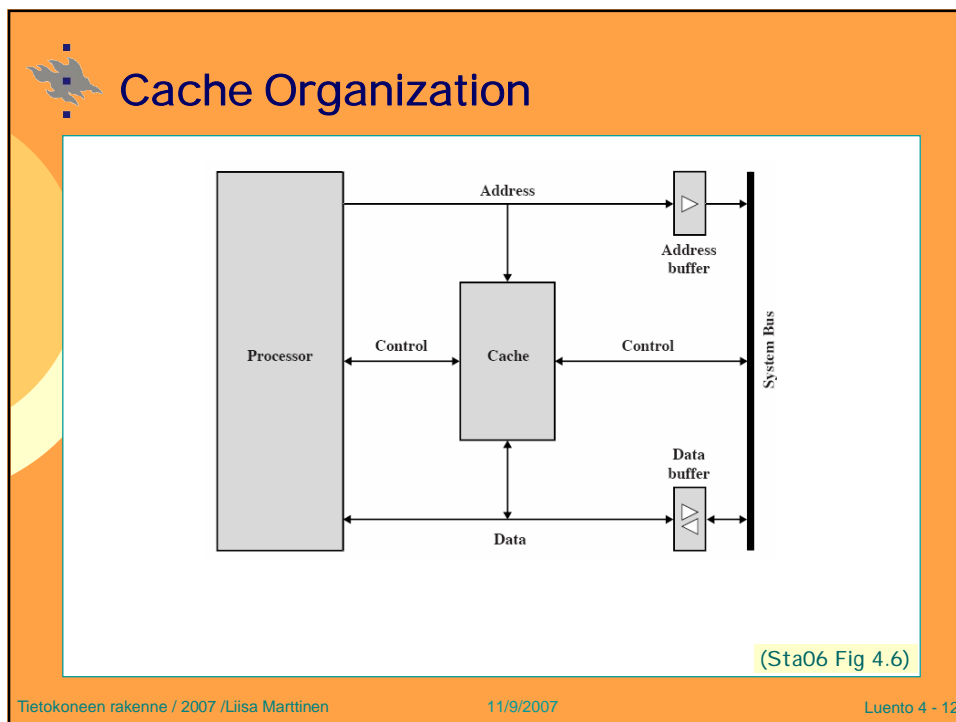 Cache Organization
Address
Address
buffer
Processor
Control
Cache
Control
System Bus
Data
buffer
Data
(Sta06 Fig 4.6)
Tietokoneen rakenne / 2007 /Liisa Marttinen
11/9/2007
Luento 4 - 12